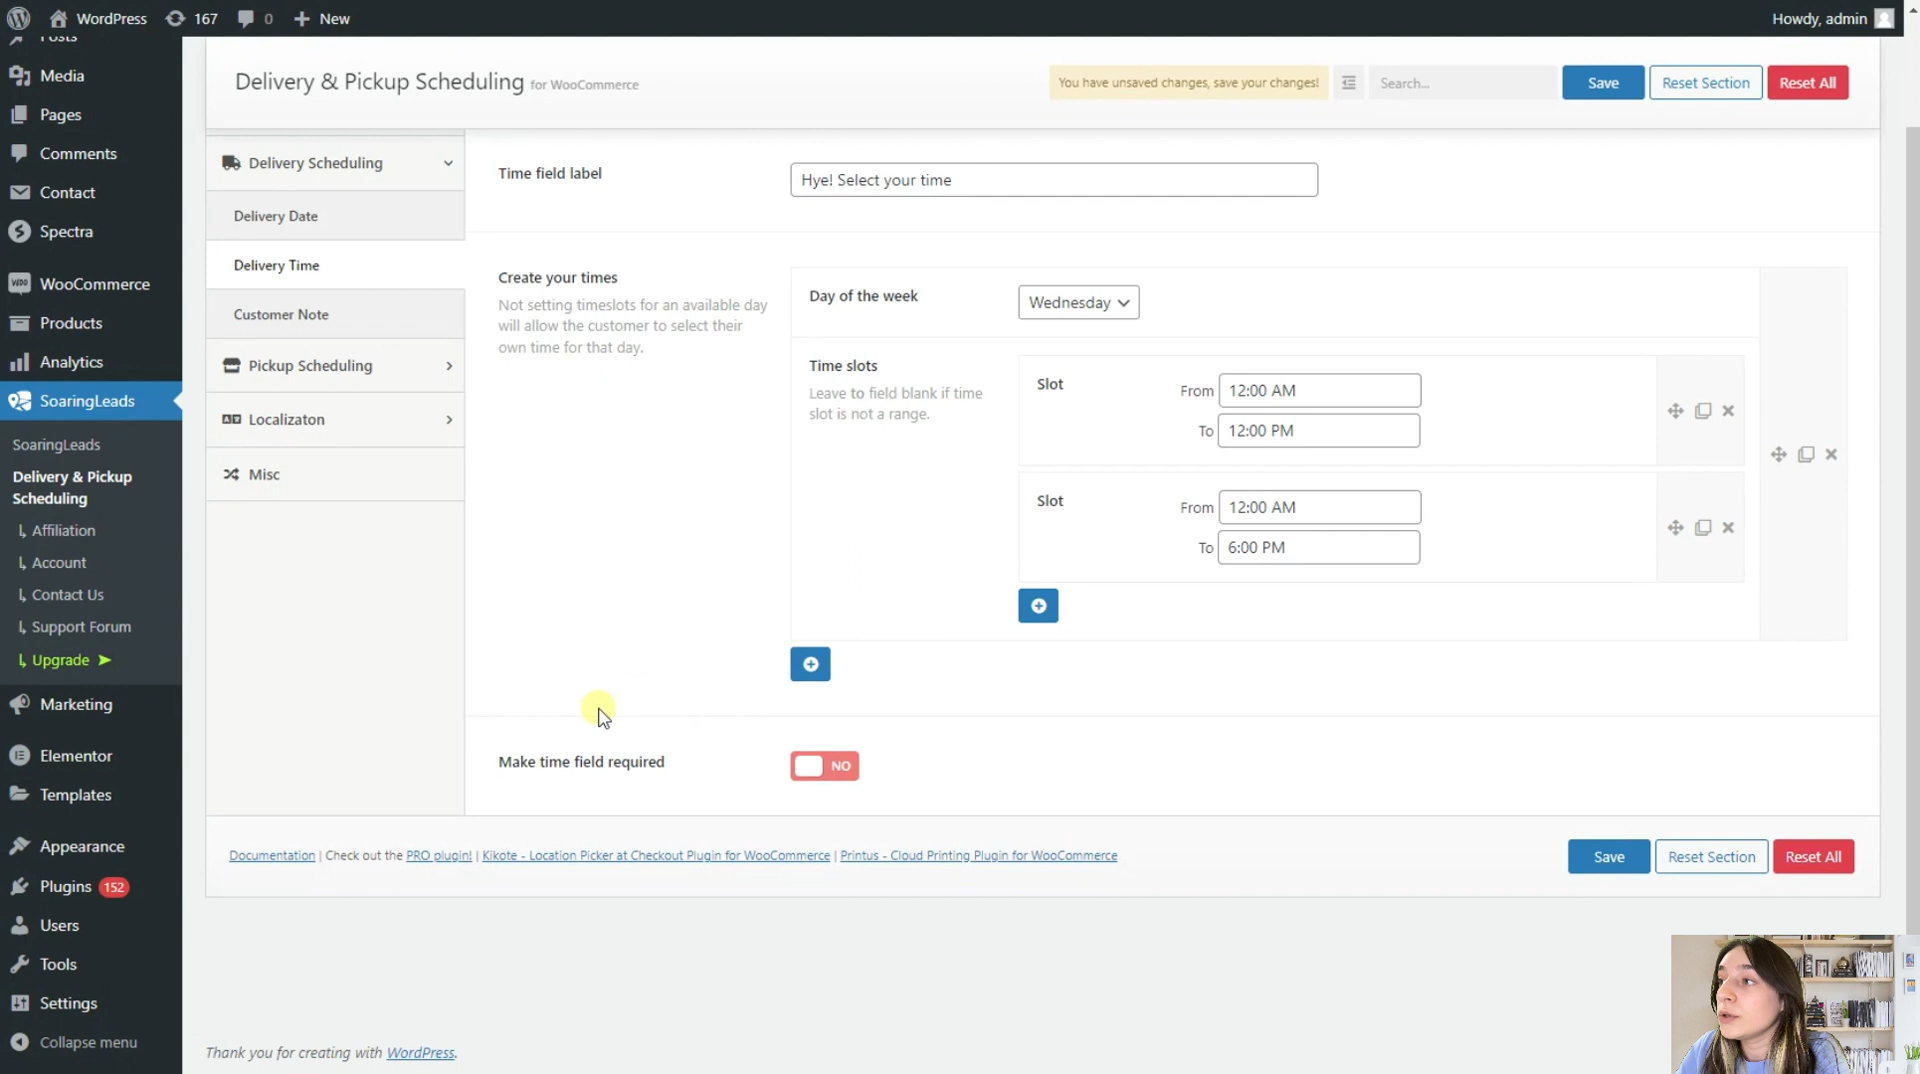 WordPress
167
0
New
Howdy, admin
Posts
Media
Pages
Comments
Contact
Spectra
WooCommerce
Products
Analytics
SoaringLeads
SoaringLeads
Delivery & Pickup
Scheduling
Affiliation
Account
Contact Us
Support Forum
Upgrade ➤
Marketing
Elementor
Templates
Appearance
Plugins 152
Users
Tools
Settings
Collapse menu
Delivery & Pickup Scheduling for WooCommerce
You have unsaved changes, save your changes!
Search...
Save
Reset Section
Reset All
Delivery Scheduling
Delivery Date
Delivery Time
Customer Note
Pickup Scheduling
Localizaton
Misc
Time field label
Hye! Select your time
Create your times
Not setting timeslots for an available day
will allow the customer to select their
own time for that day.
Day of the week
Wednesday
Time slots
Leave to field blank if time
slot is not a range.
Slot
From 12:00 AM
To 12:00 PM
Slot
From 12:00 AM
To 6:00 PM
Make time field required
NO
Documentation | Check out the PRO plugin! | Kikote - Location Picker at Checkout Plugin for WooCommerce | Printus - Cloud Printing Plugin for WooCommerce
Save
Reset Section
Reset All
Thank you for creating with WordPress.